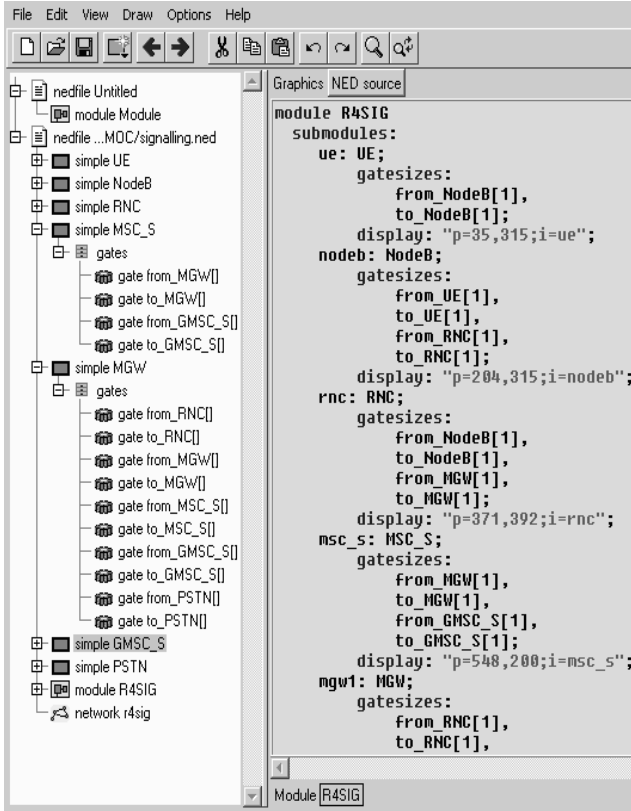 File Edit View Draw Options Help
nedfile Untitled
module Module
nedfile ...MOC/signalling.ned
simple UE
simple NodeB
simple RNC
simple MSC_S
gates
gate from_MGW[]
gate to_MGW[]
gate from_GMSC_S[]
gate to_GMSC_S[]
simple MGW
gates
gate from_RNC[]
gate to_RNC[]
gate from_MGW[]
gate to_MGW[]
gate from_MSC_S[]
gate to_MSC_S[]
gate from_GMSC_S[]
gate to_GMSC_S[]
gate from_PSTN[]
gate to_PSTN[]
simple GMSC_S
simple PSTN
module R4SIG
network r4sig
Graphics NED source
module R4SIG
submodules:
ue: UE;
gatesizes:
from_NodeB[1],
to_NodeB[1];
display: "p=35,315;i=ue";
nodeb: NodeB;
gatesizes:
from_UE[1],
to_UE[1],
from_RNC[1],
to_RNC[1];
display: "p=204,315;i=nodeb";
rnc: RNC;
gatesizes:
from_NodeB[1],
to_NodeB[1],
from_MGW[1],
to_MGW[1];
display: "p=371,392;i=rnc";
msc_s: MSC_S;
gatesizes:
from_MGW[1],
to_MGW[1],
from_GMSC_S[1],
to_GMSC_S[1];
display: "p=548,200;i=msc_s";
mgw1: MGW;
gatesizes:
from_RNC[1],
to_RNC[1],
Module R4SIG